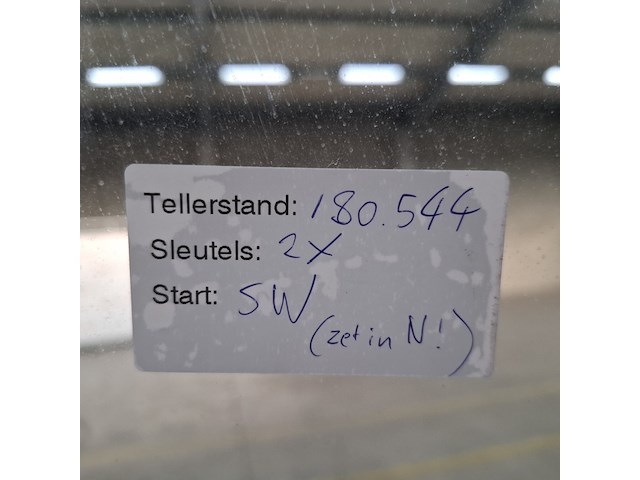 Tellerstand: 180.544
Sleutels: 2x
Start: SW
(zet in N!)